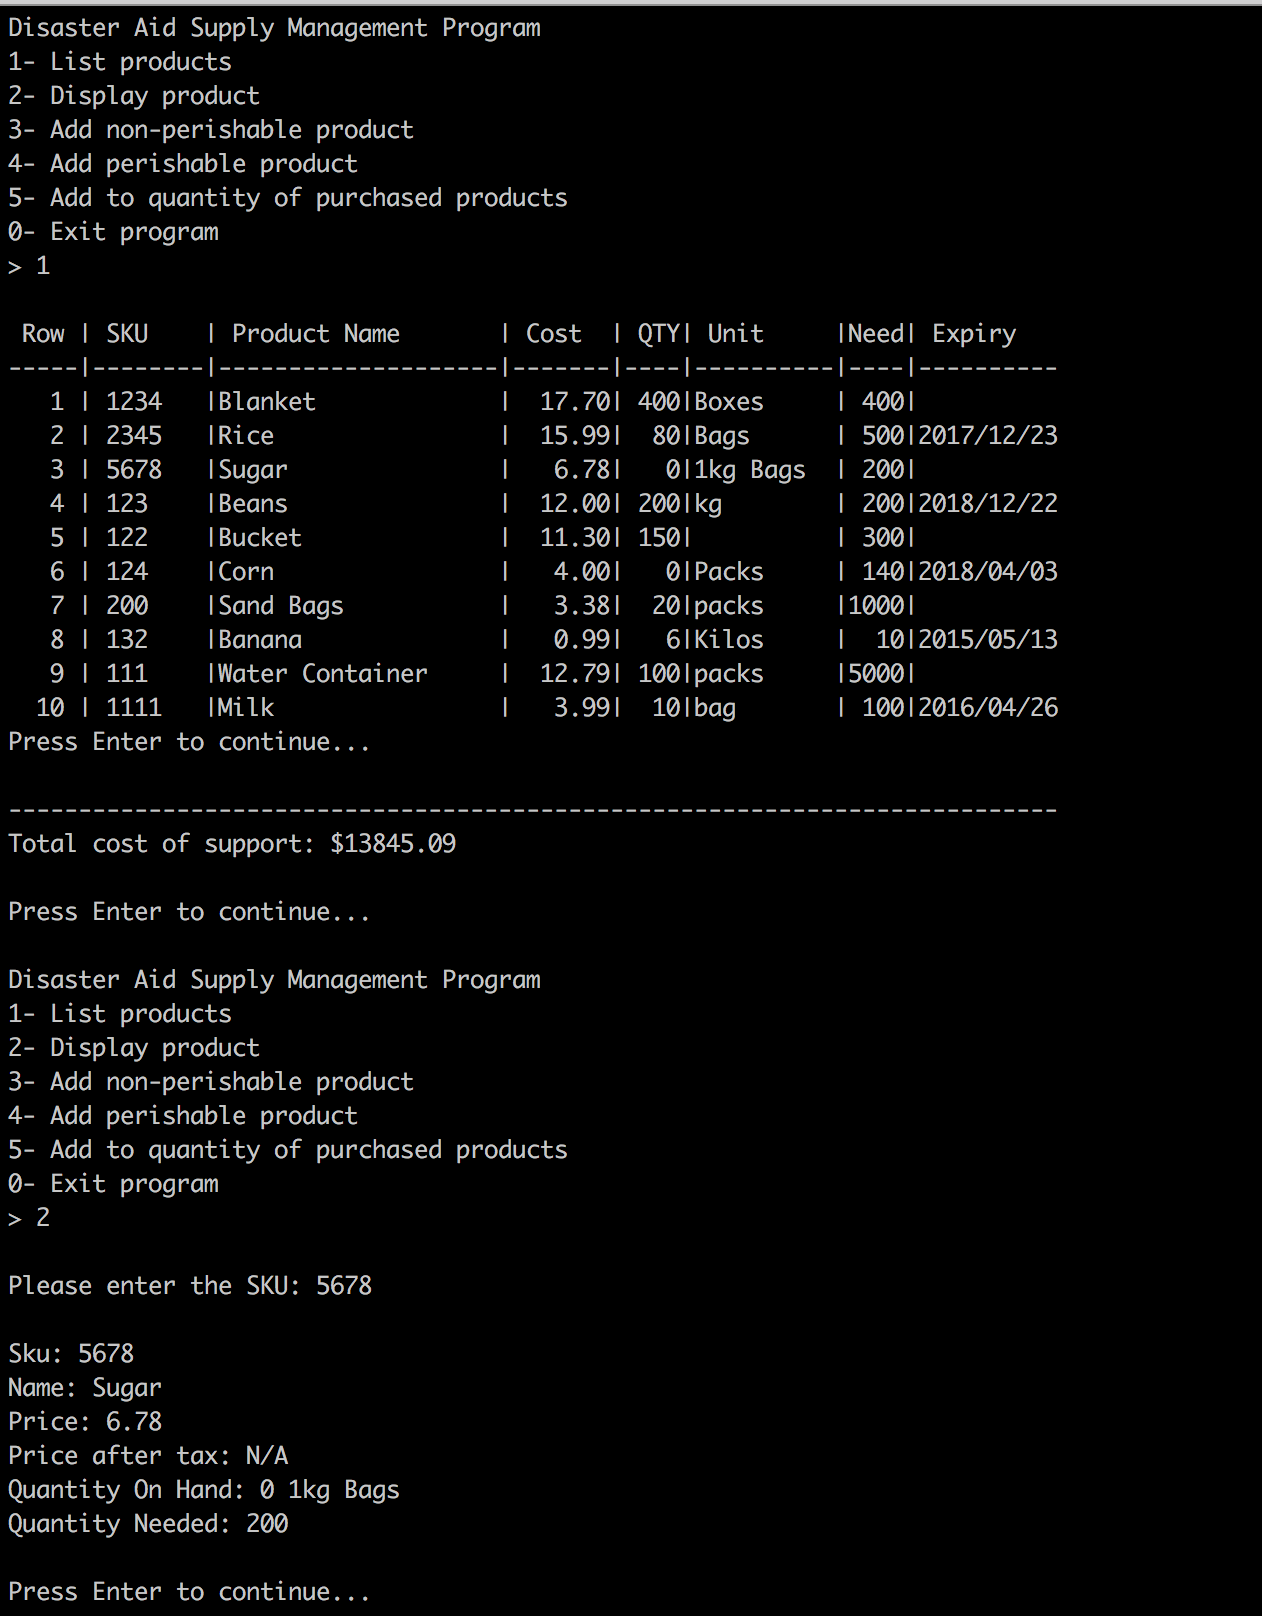 Disaster Aid Supply Management Program
1- List products
2- Display product
3- Add non-perishable product
4- Add perishable product
5- Add to quantity of purchased products
0- Exit program
> 1
 Row | SKU    | Product Name       | Cost  | QTY| Unit     |Need| Expiry
-----|--------|--------------------|-------|----|----------|----|----------
   1 | 1234   |Blanket             |  17.70| 400|Boxes     | 400|
   2 | 2345   |Rice                |  15.99|  80|Bags      | 500|2017/12/23
   3 | 5678   |Sugar               |   6.78|   0|1kg Bags  | 200|
   4 | 123    |Beans               |  12.00| 200|kg        | 200|2018/12/22
   5 | 122    |Bucket              |  11.30| 150|          | 300|
   6 | 124    |Corn                |   4.00|   0|Packs     | 140|2018/04/03
   7 | 200    |Sand Bags           |   3.38|  20|packs     |1000|
   8 | 132    |Banana              |   0.99|   6|Kilos     |  10|2015/05/13
   9 | 111    |Water Container     |  12.79| 100|packs     |5000|
  10 | 1111   |Milk                |   3.99|  10|bag       | 100|2016/04/26
Press Enter to continue...
---------------------------------------------------------------------------
Total cost of support: $13845.09
Press Enter to continue...
Disaster Aid Supply Management Program
1- List products
2- Display product
3- Add non-perishable product
4- Add perishable product
5- Add to quantity of purchased products
0- Exit program
> 2
Please enter the SKU: 5678
Sku: 5678
Name: Sugar
Price: 6.78
Price after tax: N/A
Quantity On Hand: 0 1kg Bags
Quantity Needed: 200
Press Enter to continue...